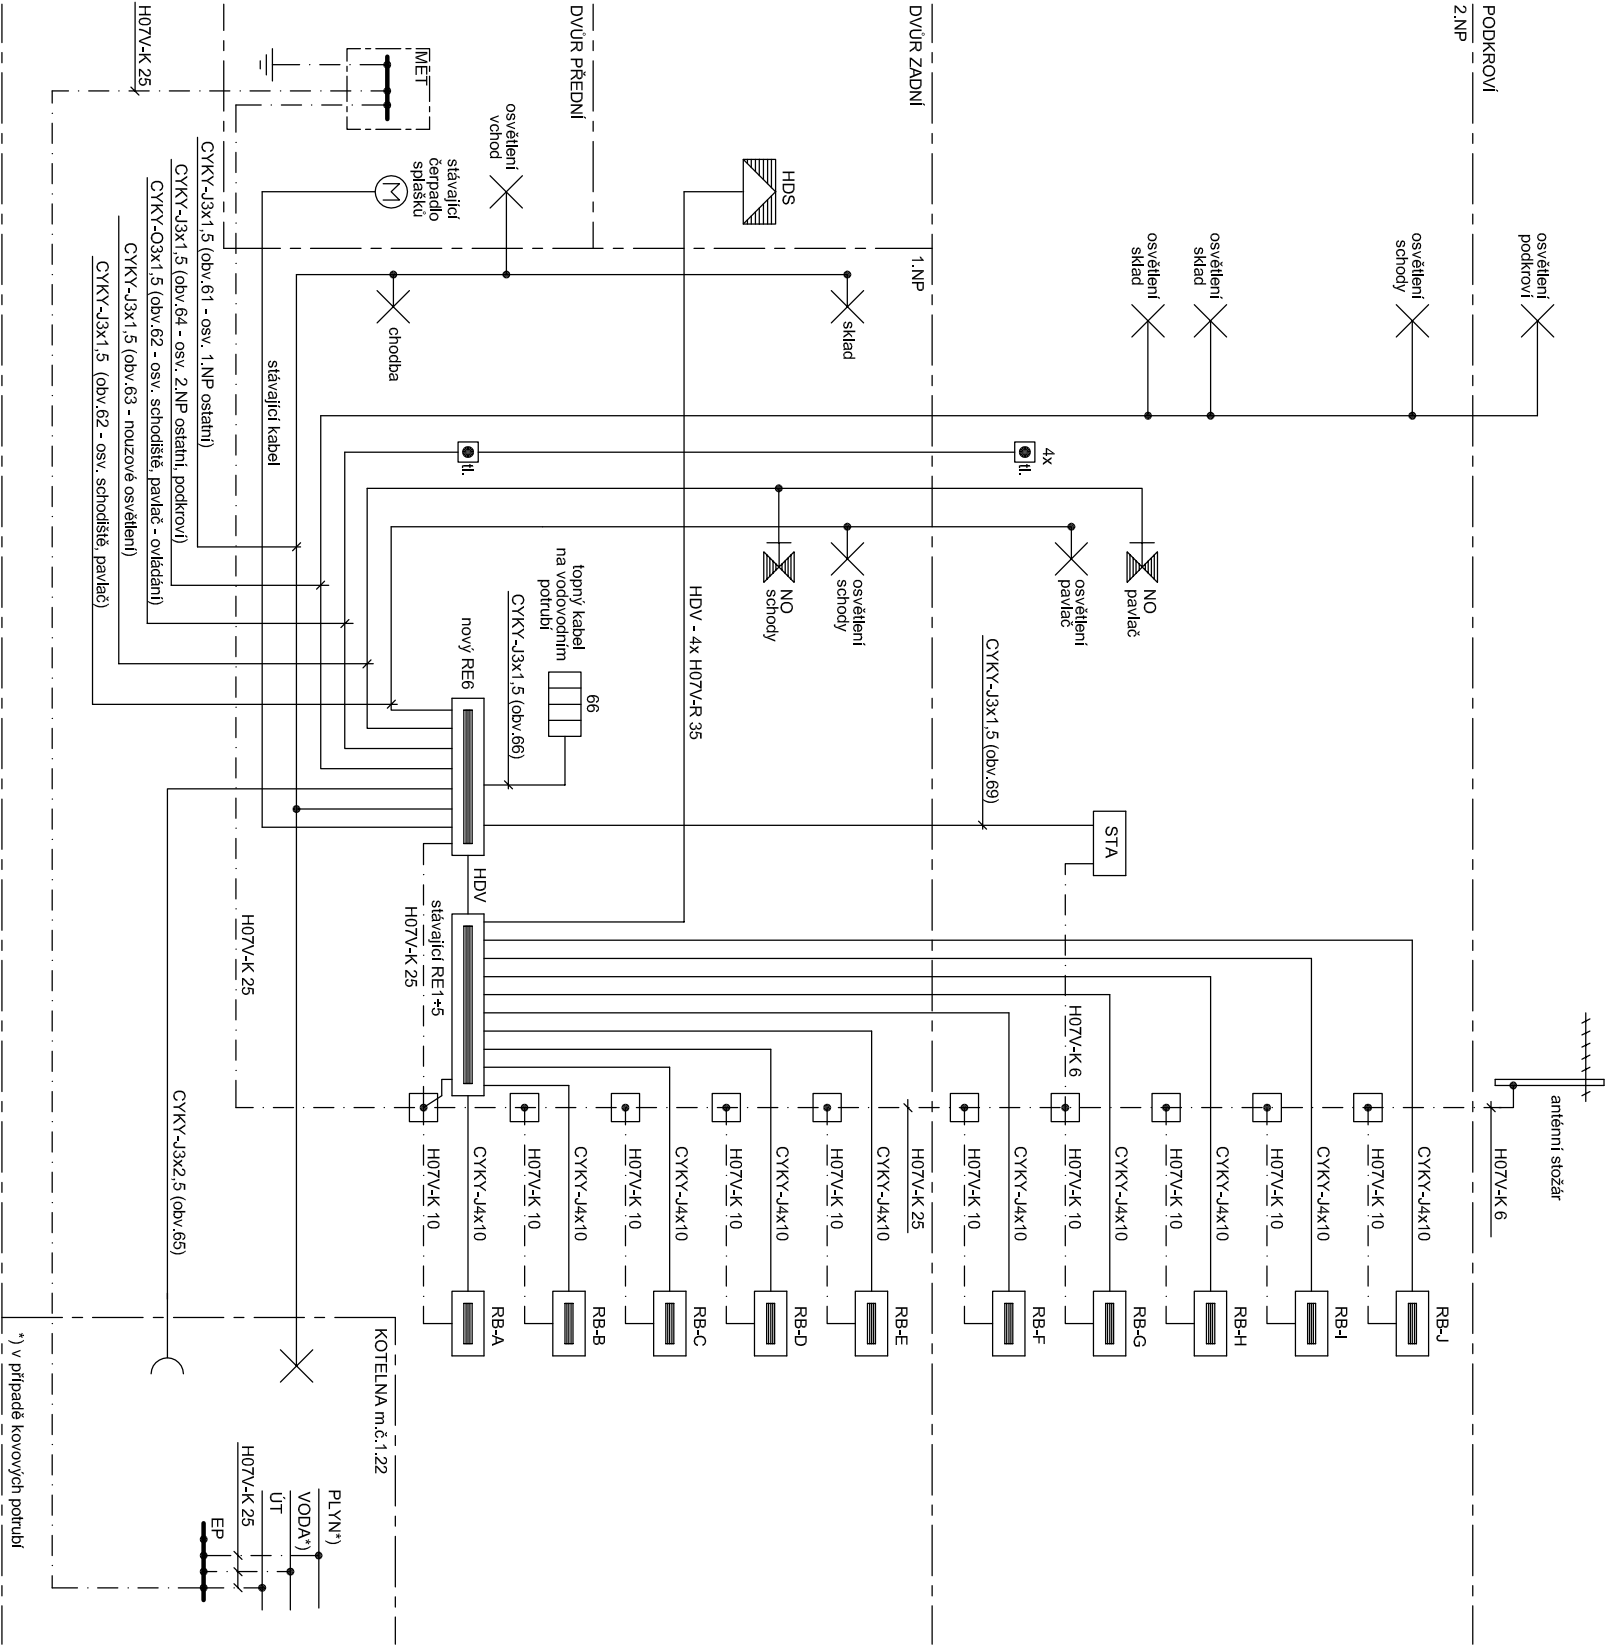 PODKROVÍ
2.NP
anténní stožár
H07V-K 6
osvětlení
podkroví
osvětlení
schody
osvětlení
sklad
osvětlení
sklad
RB-J
CYKY-J4x10
H07V-K 10
RB-I
CYKY-J4x10
H07V-K 10
RB-H
CYKY-J4x10
H07V-K 10
RB-G
CYKY-J4x10
H07V-K 10
RB-F
CYKY-J4x10
H07V-K 10
NO
pavlač
osvětlení
pavlač
4x
tl.
STA
H07V-K 6
CYKY-J3x1,5 (obv.69)
DVŮR ZADNÍ
1.NP
H07V-K 25
RB-E
CYKY-J4x10
H07V-K 10
RB-D
CYKY-J4x10
H07V-K 10
RB-C
CYKY-J4x10
H07V-K 10
RB-B
CYKY-J4x10
H07V-K 10
RB-A
CYKY-J4x10
H07V-K 10
HDS
sklad
osvětlení
schody
NO
schody
HDV - 4x H07V-R 35
DVŮR PŘEDNÍ
osvětlení
vchod
stávající
čerpadlo
splašků
chodba
tl.
66
topný kabel
na vodovodním
potrubí
CYKY-J3x1,5 (obv.66)
nový RE6
HDV
stávající RE1÷5
H07V-K 25
MET
H07V-K 25
stávající kabel
CYKY-J3x1,5 (obv.61 - osv. 1.NP ostatní)
CYKY-J3x1,5 (obv.64 - osv. 2.NP ostatní, podkroví)
CYKY-O3x1,5 (obv.62 - osv. schodiště, pavlač - ovládání)
CYKY-J3x1,5 (obv.63 - nouzové osvětlení)
CYKY-J3x1,5 (obv.62 - osv. schodiště, pavlač)
H07V-K 25
CYKY-J3x2,5 (obv.65)
KOTELNA m.č.1.22
PLYN*)
VODA*)
ÚT
H07V-K 25
EP
*) v případě kovových potrubí